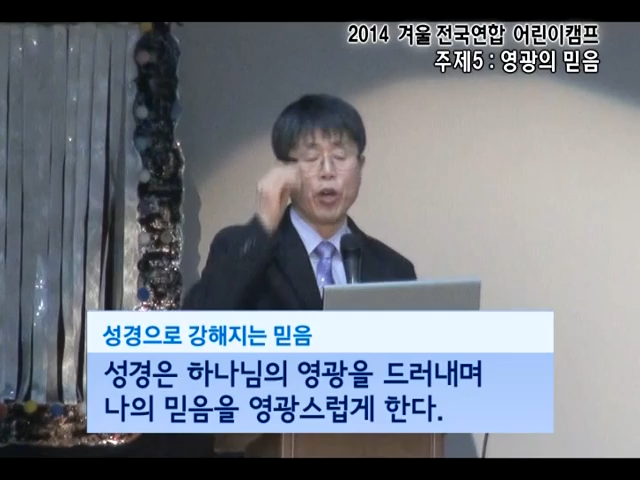 2014 겨울 전국연합 어린이캠프
주제5 : 영광의 믿음
성경으로 강해지는 믿음
성경은 하나님의 영광을 드러내며
나의 믿음을 영광스럽게 한다.